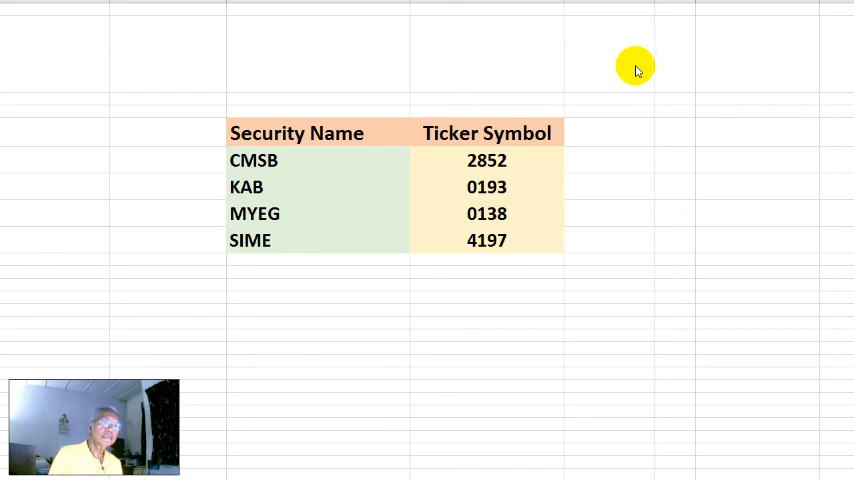 Security Name Ticker Symbol
CMSB 2852
KAB 0193
MYEG 0138
SIME 4197